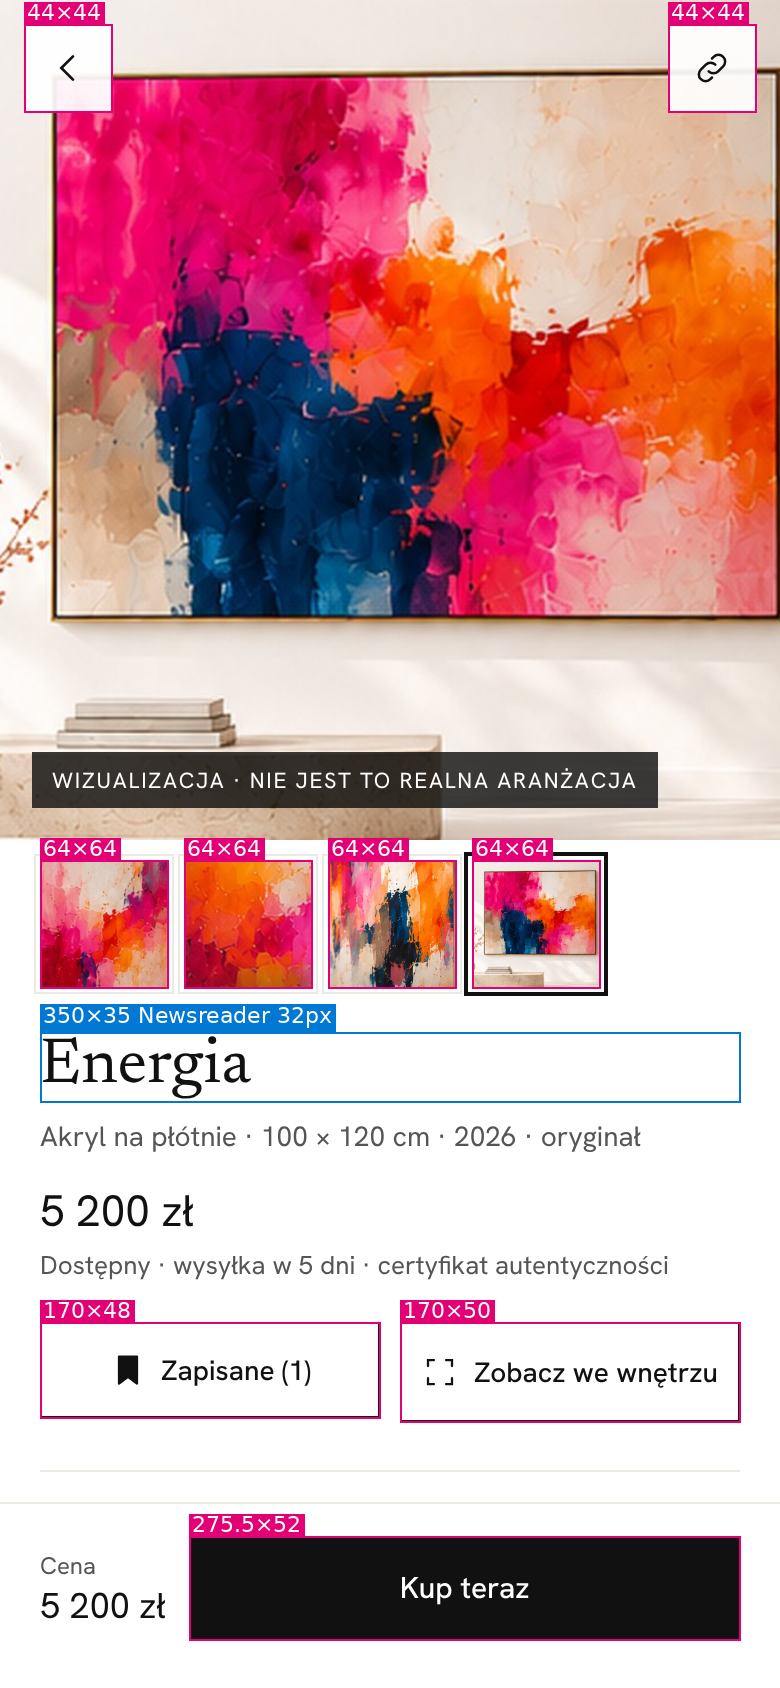 44×44
44×44
WIZUALIZACJA · NIE JEST TO REALNA ARANŻACJA
64×64
64×64
64×64
64×64
350×35 Newsreader 32px
Energia
Akryl na płótnie · 100 × 120 cm · 2026 · oryginał
5 200 zł
Dostępny · wysyłka w 5 dni · certyfikat autentyczności
170×48
170×50
Zapisane (1)
Zobacz we wnętrzu
275.5×52
Cena
5 200 zł
Kup teraz